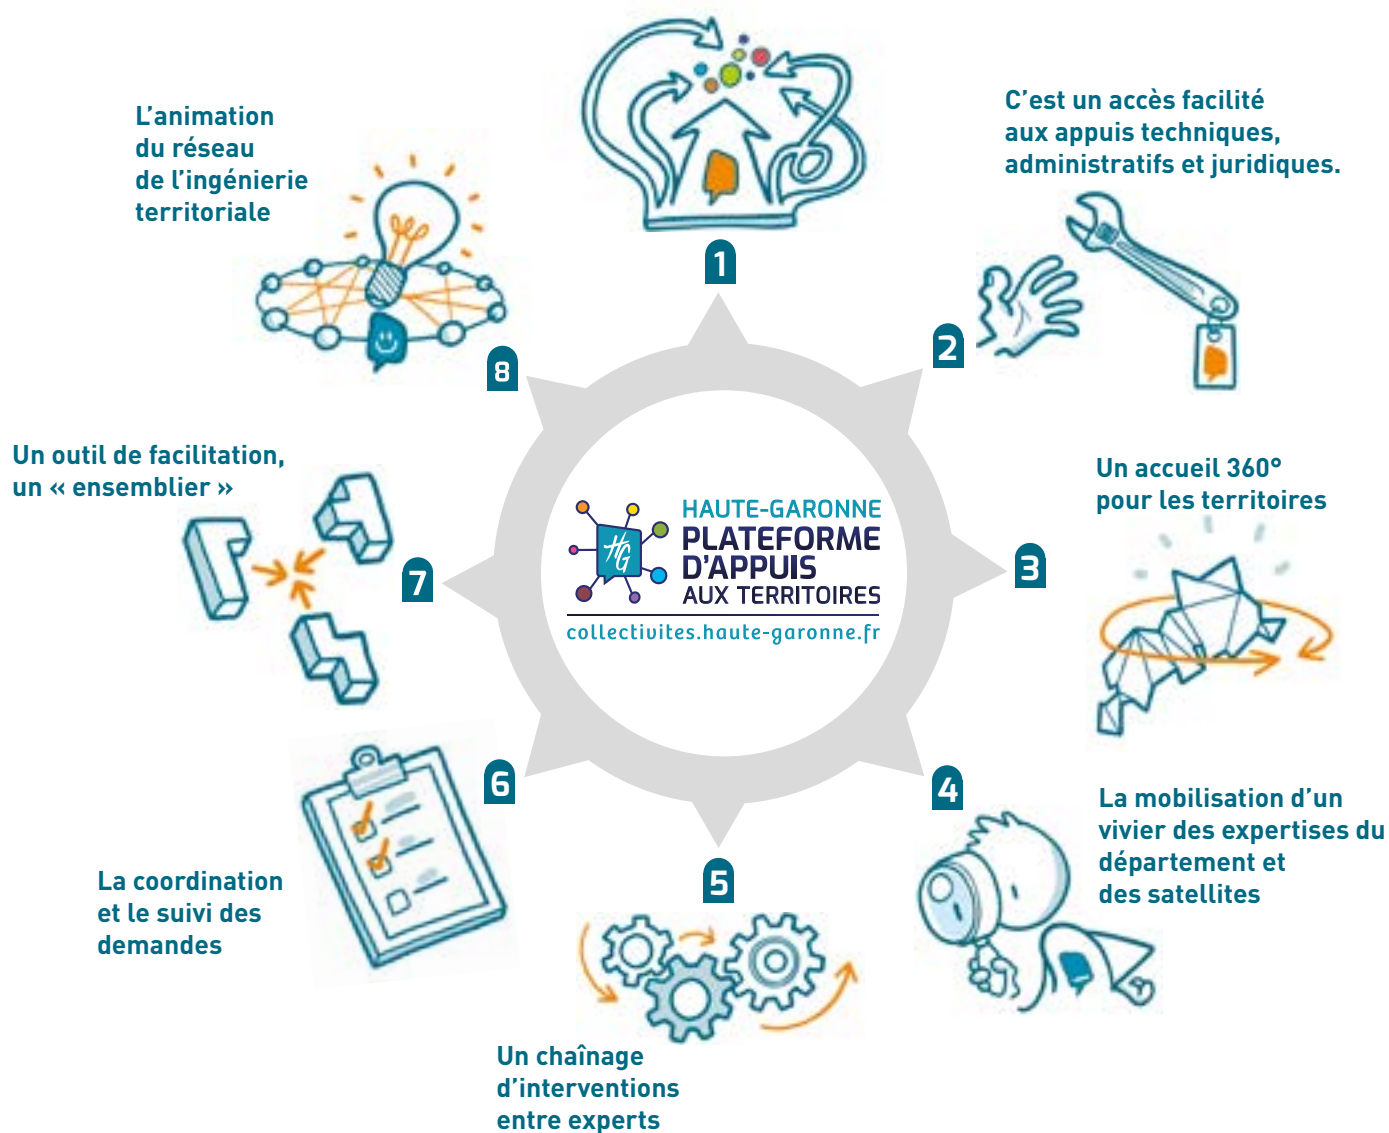 1
C'est un accès facilité
aux appuis techniques,
administratifs et juridiques.
2
Un accueil 360°
pour les territoires
3
La mobilisation d'un
vivier des expertises du
département et
des satellites
4
5
Un chaînage
d'interventions
entre experts
6
La coordination
et le suivi des
demandes
7
Un outil de facilitation,
un « ensemblier »
8
L'animation
du réseau
de l'ingénierie
territoriale
HG
HAUTE-GARONNE
PLATEFORME
D'APPUIS
AUX TERRITOIRES
collectivites.haute-garonne.fr